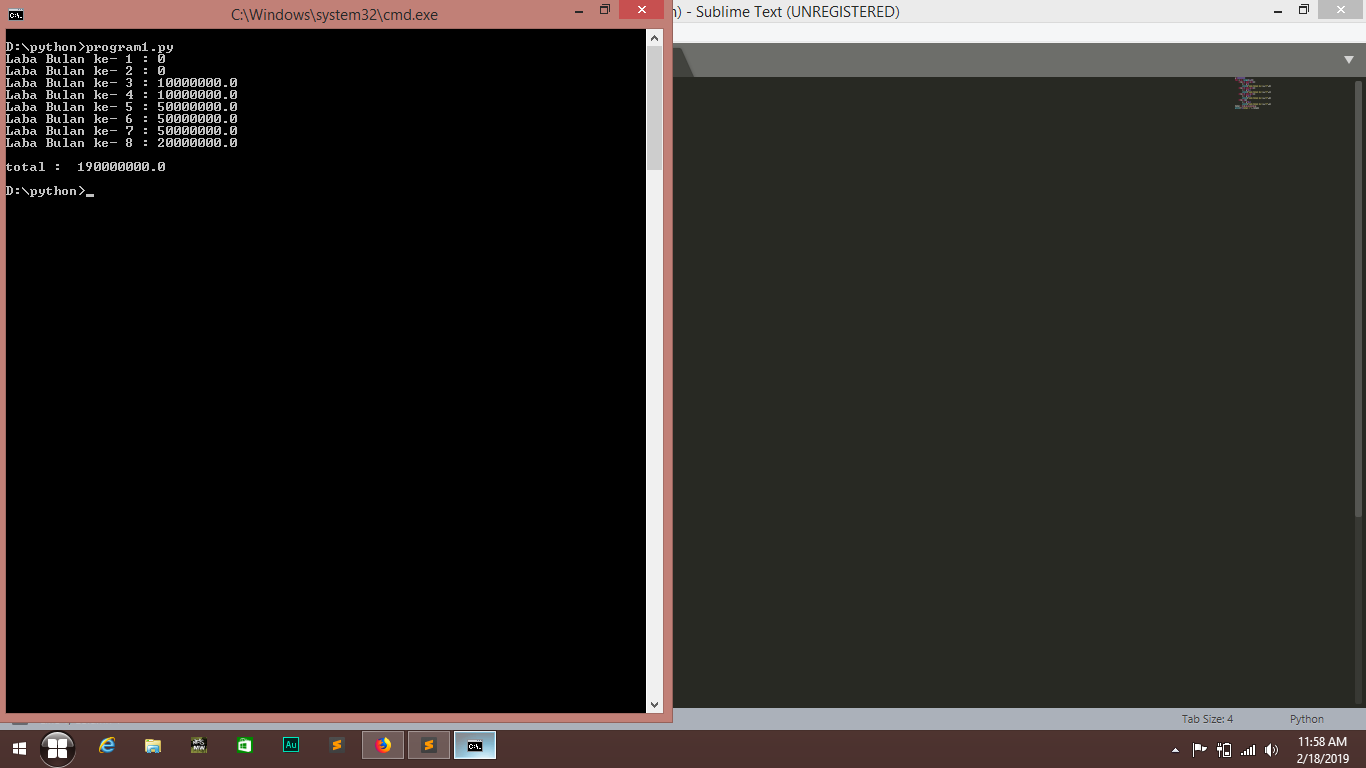 C:\Windows\system32\cmd.exe
) - Sublime Text (UNREGISTERED)
D:\python>program1.py
Laba Bulan ke- 1 : 0
Laba Bulan ke- 2 : 0
Laba Bulan ke- 3 : 10000000.0
Laba Bulan ke- 4 : 10000000.0
Laba Bulan ke- 5 : 50000000.0
Laba Bulan ke- 6 : 50000000.0
Laba Bulan ke- 7 : 50000000.0
Laba Bulan ke- 8 : 20000000.0
total :  190000000.0
D:\python>_
Tab Size: 4
Python
Au
11:58 AM
2/18/2019